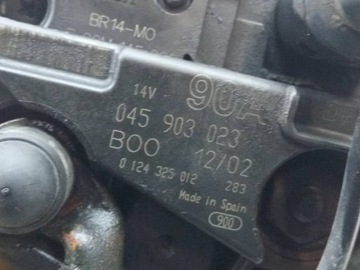 BR14-M0
14V 90A
045 903 023
BOO 12/02
0 124 325 012 283
Made in Spain
900